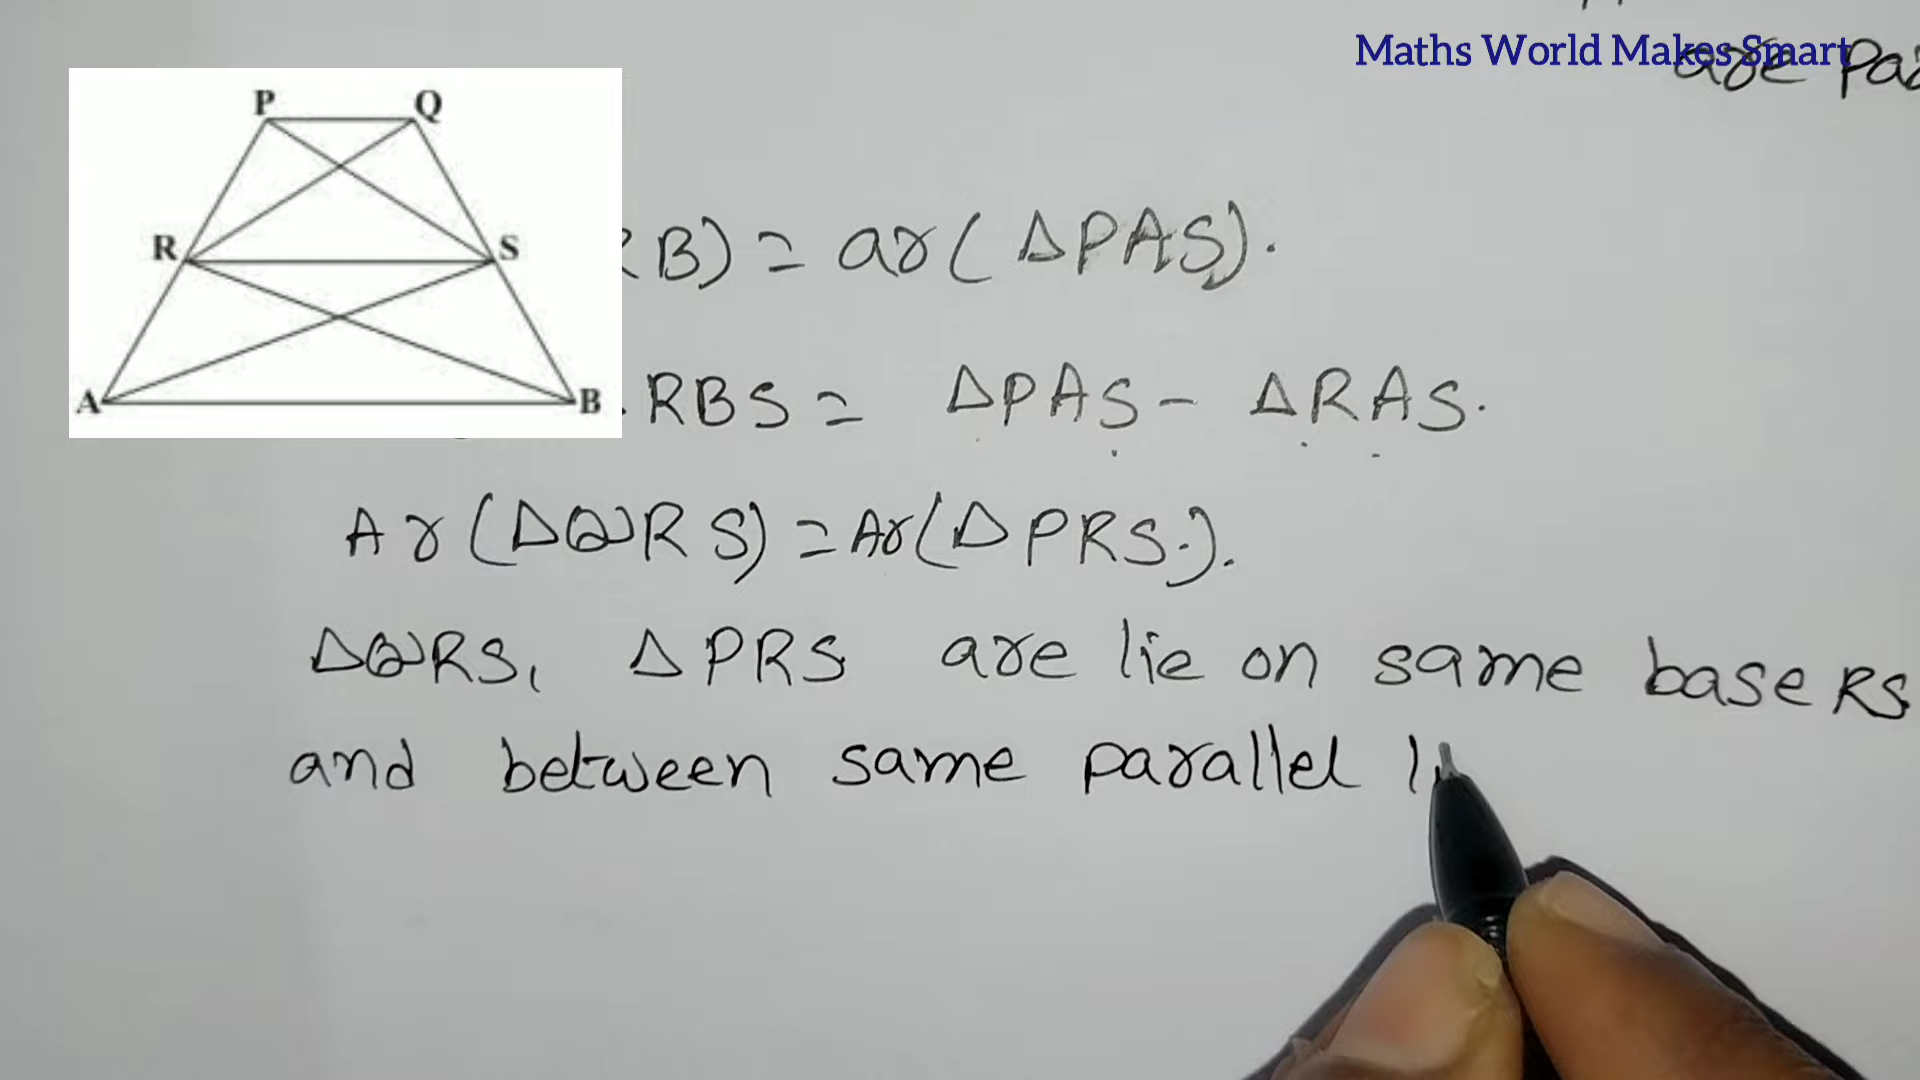 Maths World Makes Smart
are
P Q
R S
A B
B) = ar(ΔPAS).
RBS = ΔPAS - ΔRAS.
Ar(ΔQRS) = Ar(ΔPRS.).
ΔQRS, ΔPRS are lie on same base RS
and between same parallel